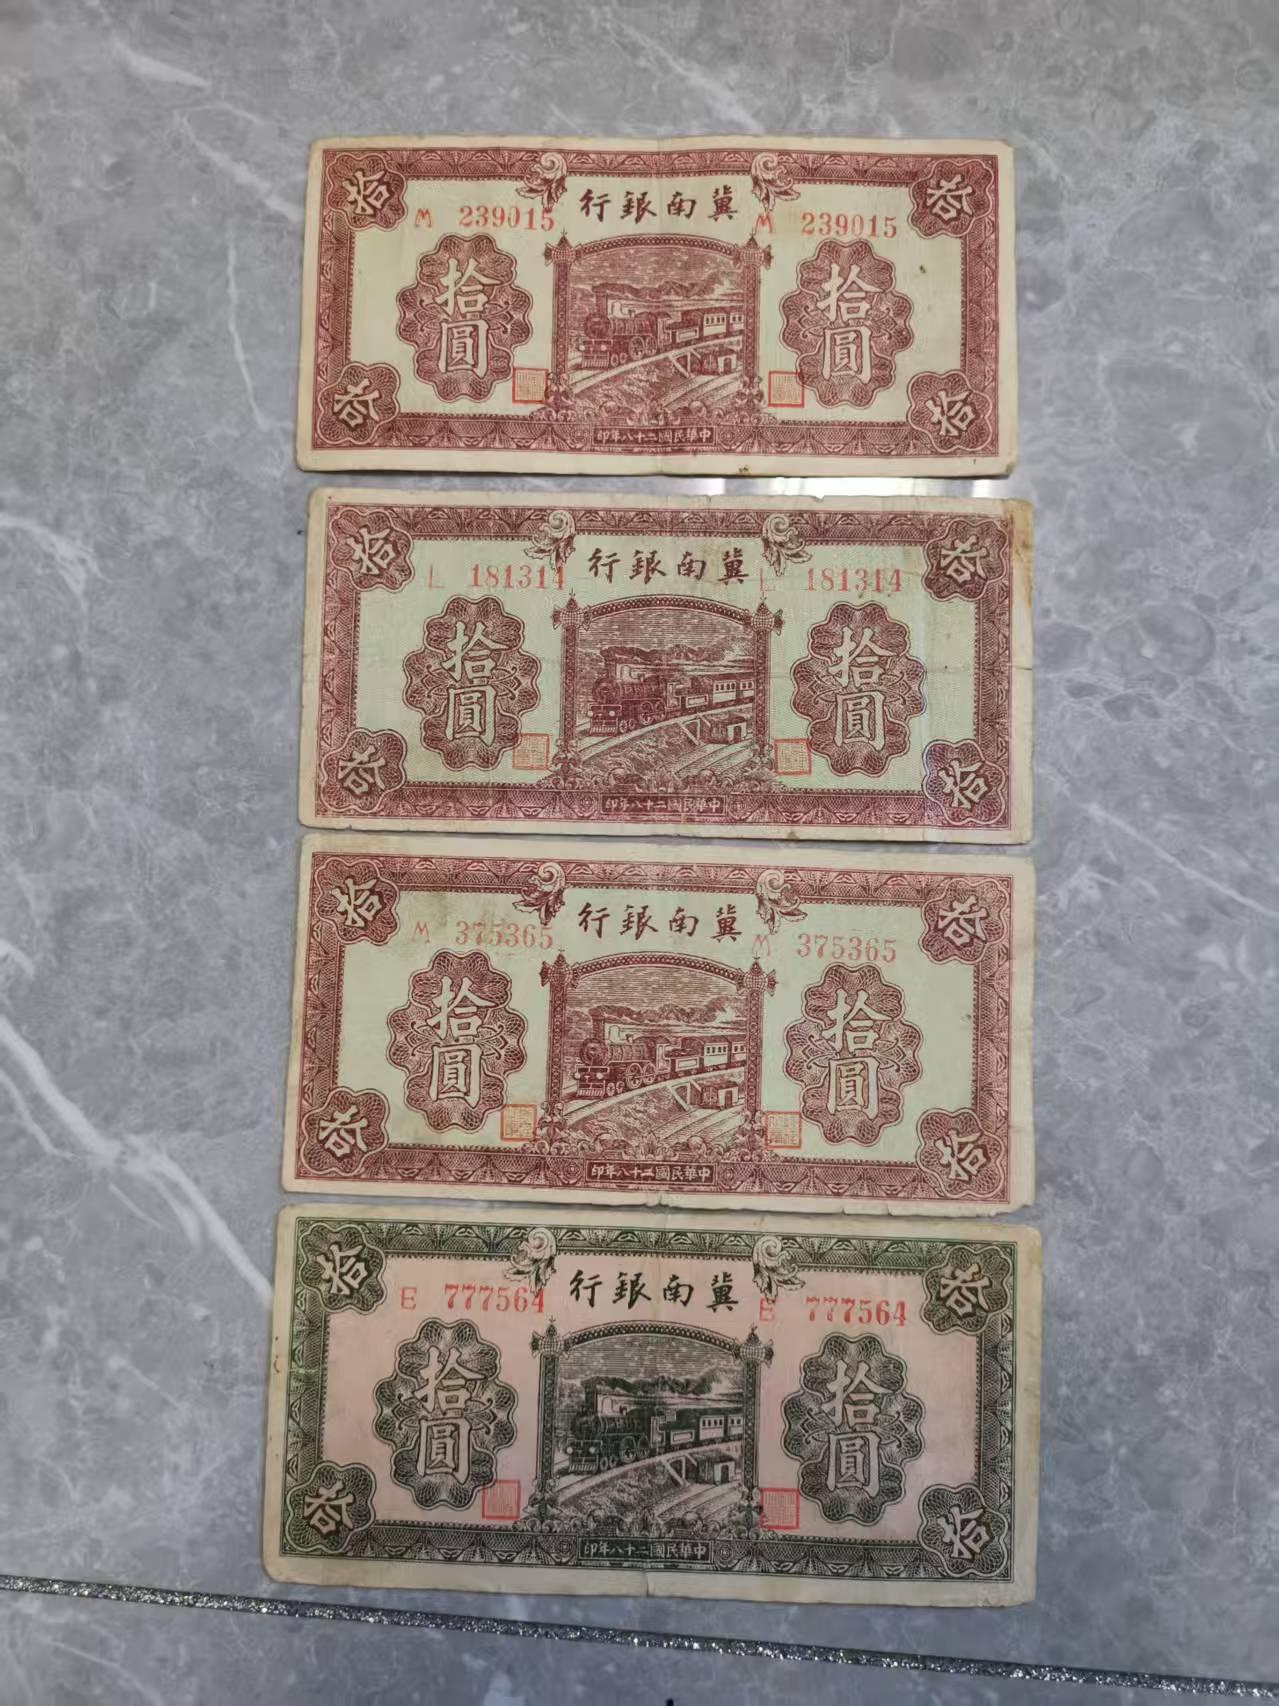 拾 拾
冀南銀行
M 239015 M 239015
拾圓 拾圓
拾 拾
中華民國二十八年印
拾 拾
冀南銀行
L 181314 L 181314
拾圓 拾圓
拾 拾
中華民國二十八年印
拾 拾
冀南銀行
M 375365 M 375365
拾圓 拾圓
拾 拾
中華民國二十八年印
拾 拾
冀南銀行
E 777564 E 777564
拾圓 拾圓
拾 拾
中華民國二十八年印